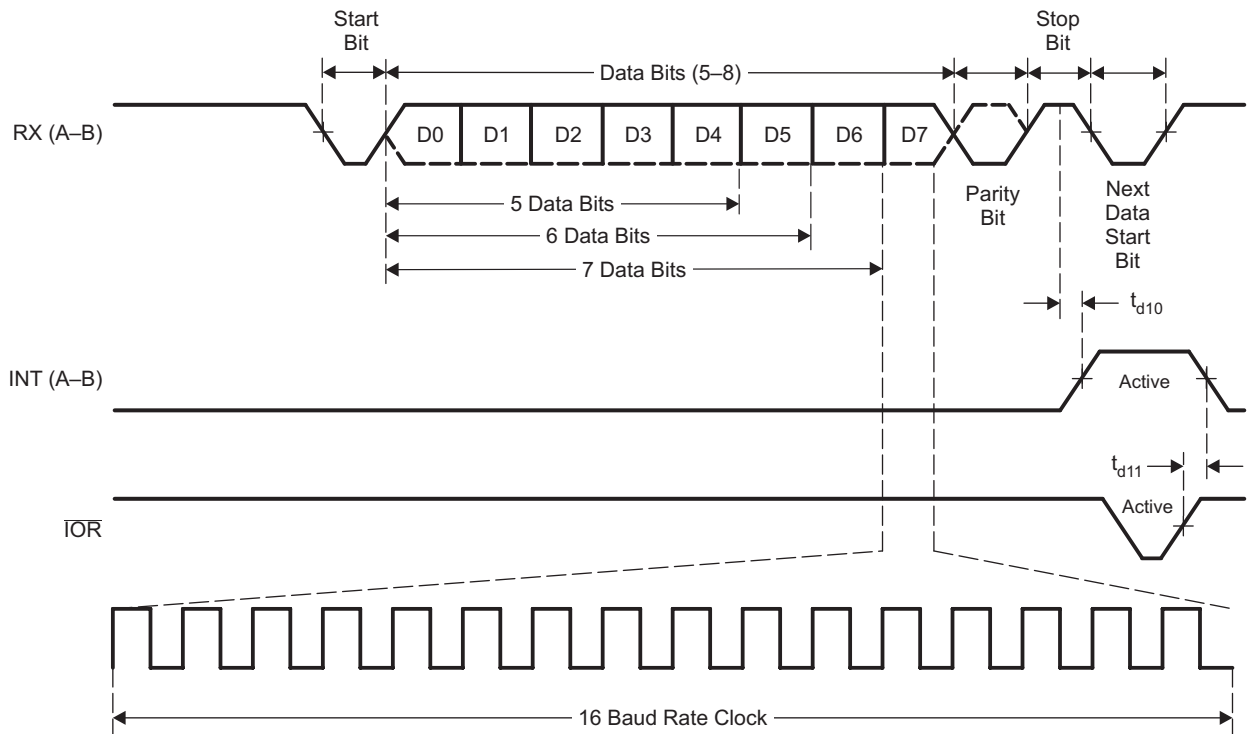 Start
Bit
Stop
Bit
Data Bits (5–8)
RX (A–B)
D0 D1 D2 D3 D4 D5 D6 D7
5 Data Bits
6 Data Bits
7 Data Bits
Parity
Bit
Next
Data
Start
Bit
td10
INT (A–B)
Active
td11
IOR
Active
16 Baud Rate Clock